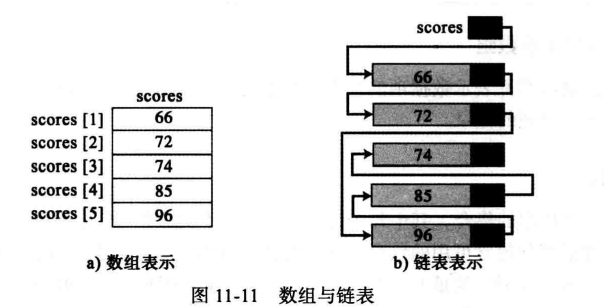 scores
66
72
74
85
96
scores
scores [1] 66
scores [2] 72
scores [3] 74
scores [4] 85
scores [5] 96
a) 数组表示
b) 链表表示
图 11-11 数组与链表